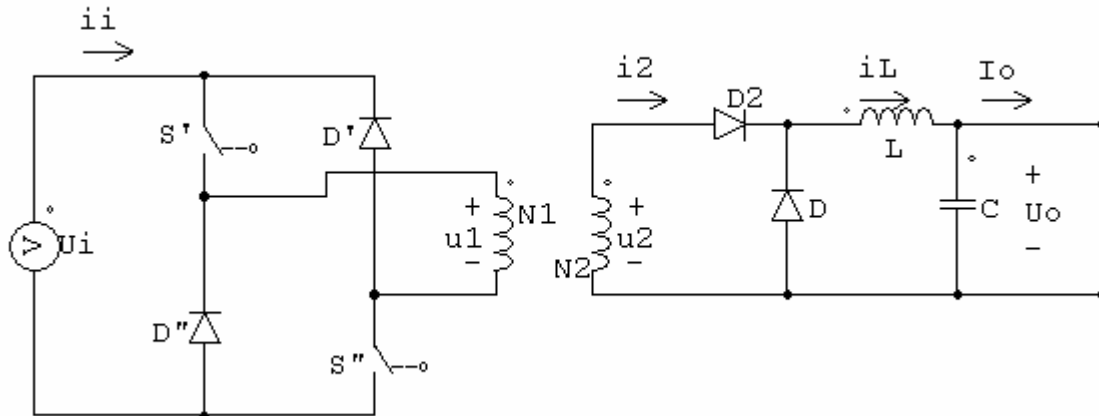 ii
i2
iL
Io
D2
S'
D'
L
N1
+
u1
-
+
u2
-
N2
D
C
+
Uo
-
V
Ui
D"
S"